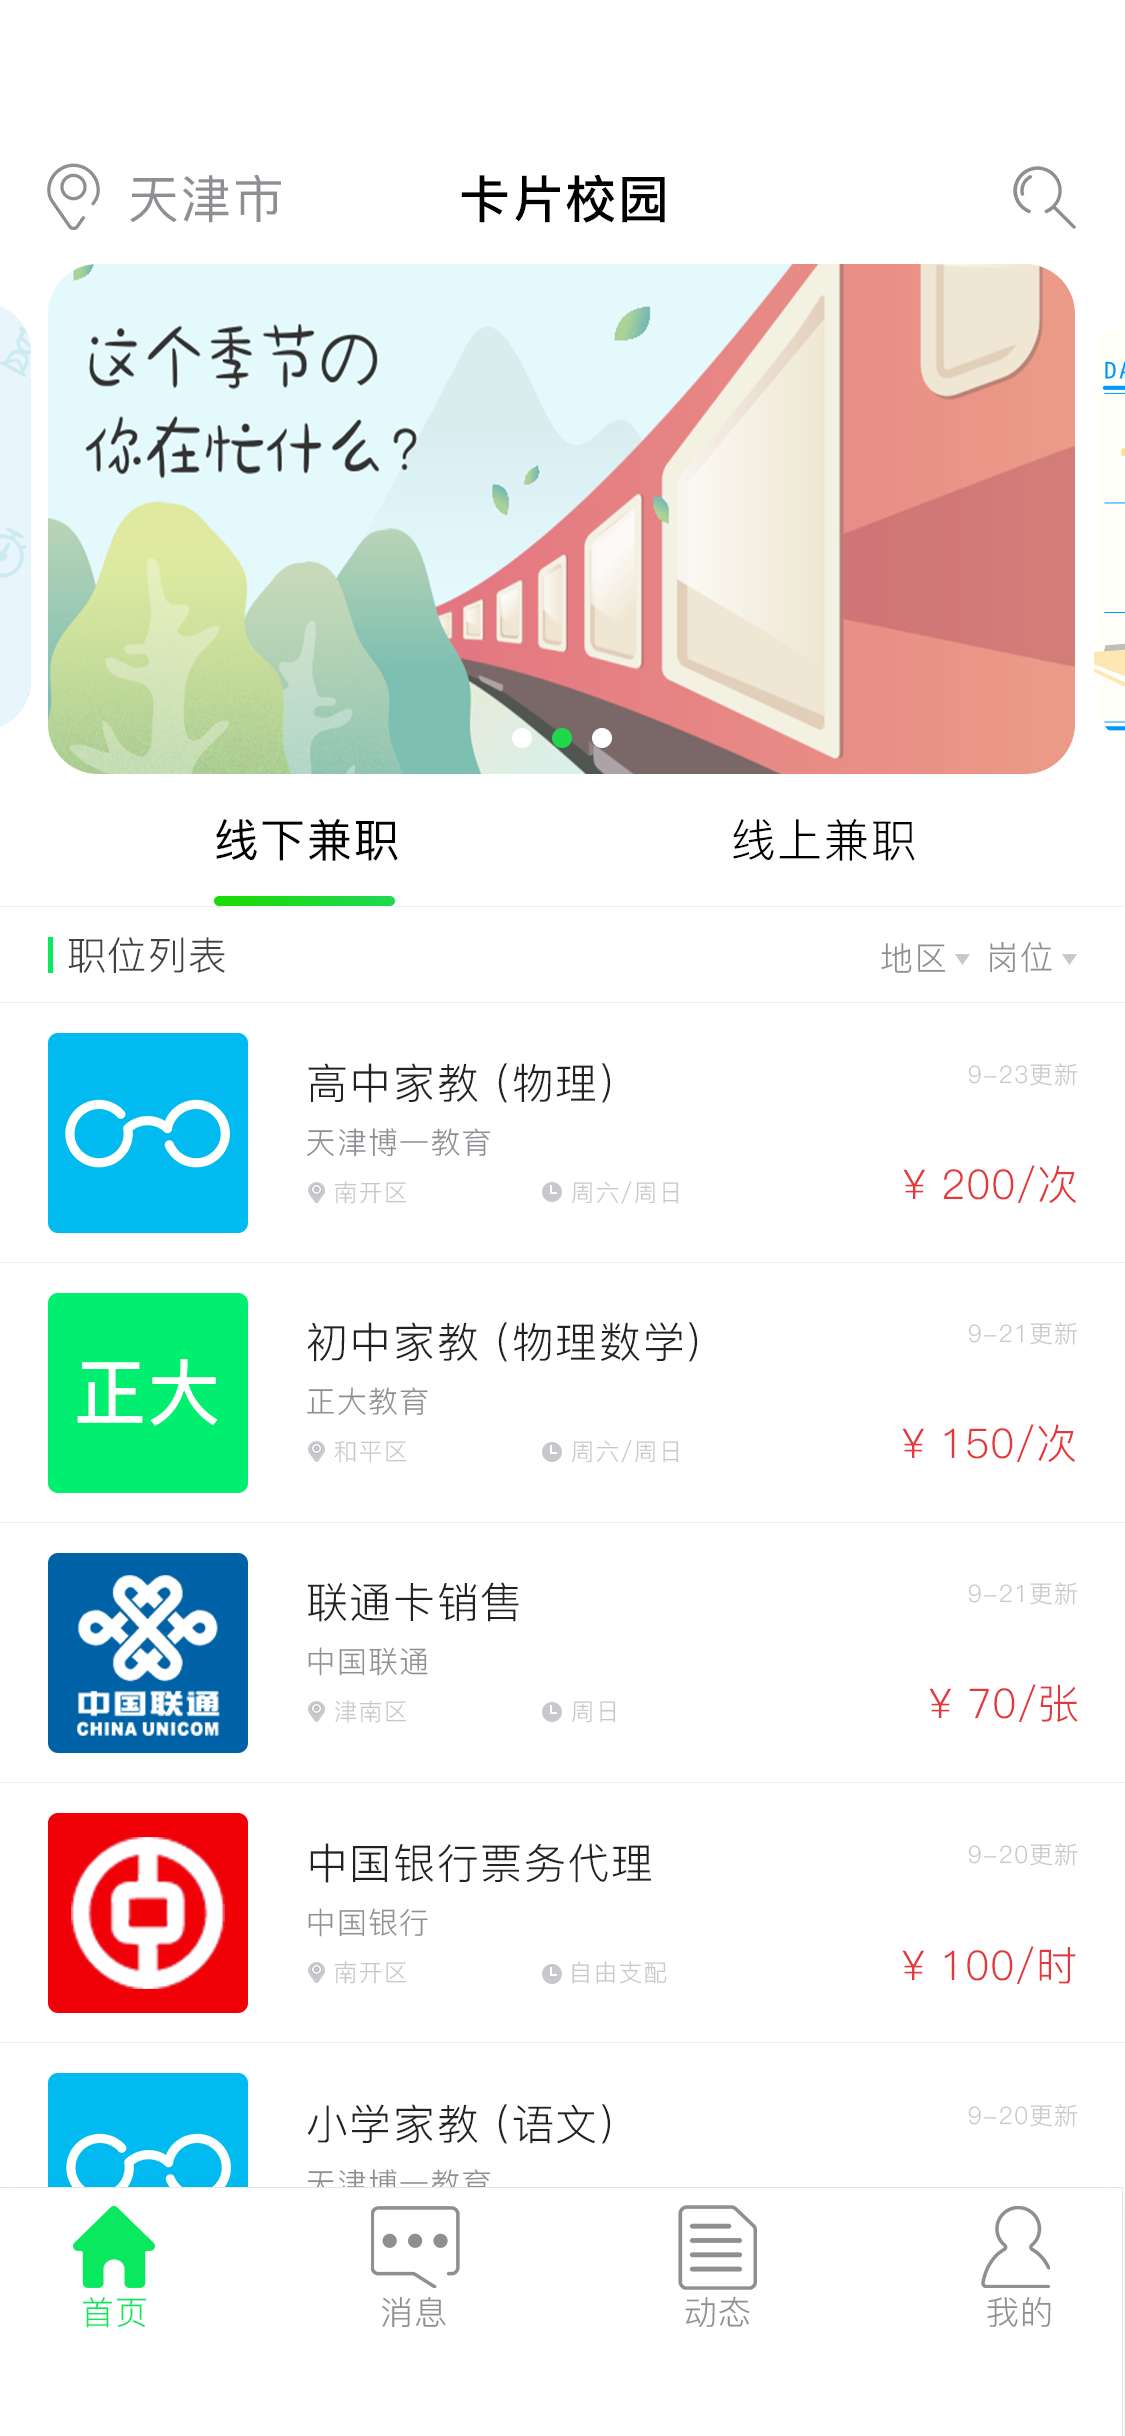 天津市
卡片校园
这个季节の
你在忙什么?
线下兼职
线上兼职
职位列表
地区
岗位
高中家教 (物理)
9-23更新
天津博一教育
南开区
周六/周日
¥ 200/次
正大
初中家教 (物理数学)
9-21更新
正大教育
和平区
周六/周日
¥ 150/次
中国联通
CHINA UNICOM
联通卡销售
9-21更新
中国联通
津南区
周日
¥ 70/张
中国银行票务代理
9-20更新
中国银行
南开区
自由支配
¥ 100/时
小学家教 (语文)
9-20更新
天津博一教育
首页
消息
动态
我的